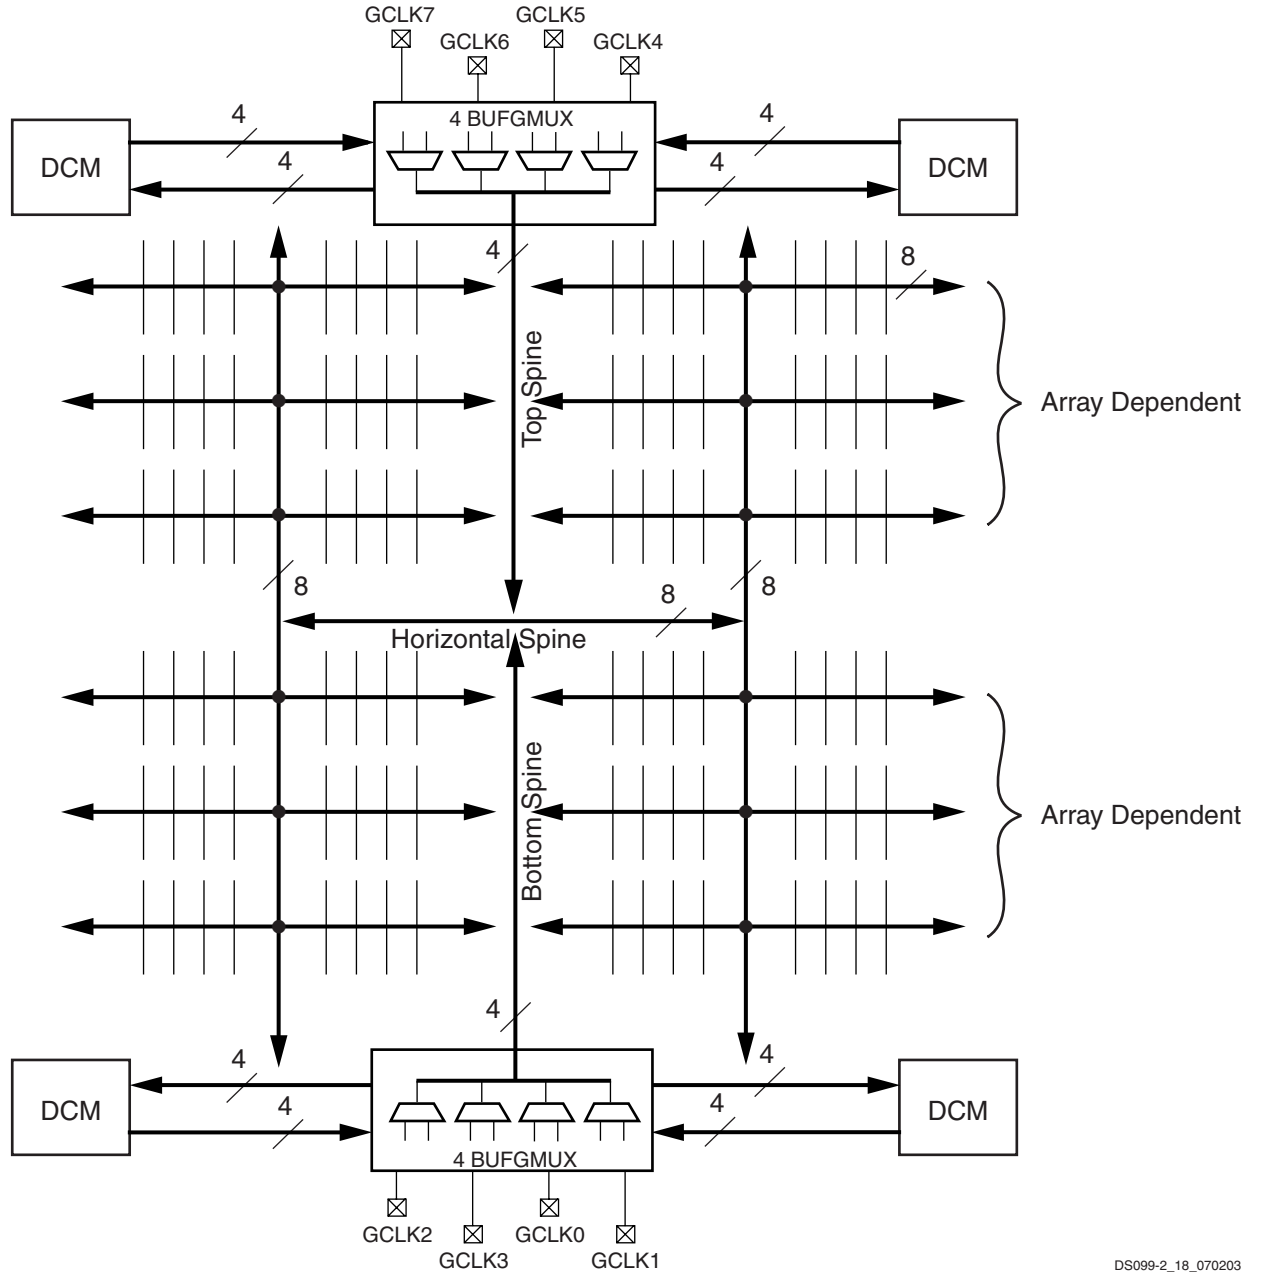 GCLK7
GCLK5
GCLK6
GCLK4
4 BUFGMUX
4
4
DCM
DCM
4
4
4
8
Top Spine
Array Dependent
8
8
8
Horizontal Spine
Bottom Spine
Array Dependent
4
4
4
DCM
DCM
4
4
4 BUFGMUX
GCLK2
GCLK0
GCLK3
GCLK1
DS099-2_18_070203